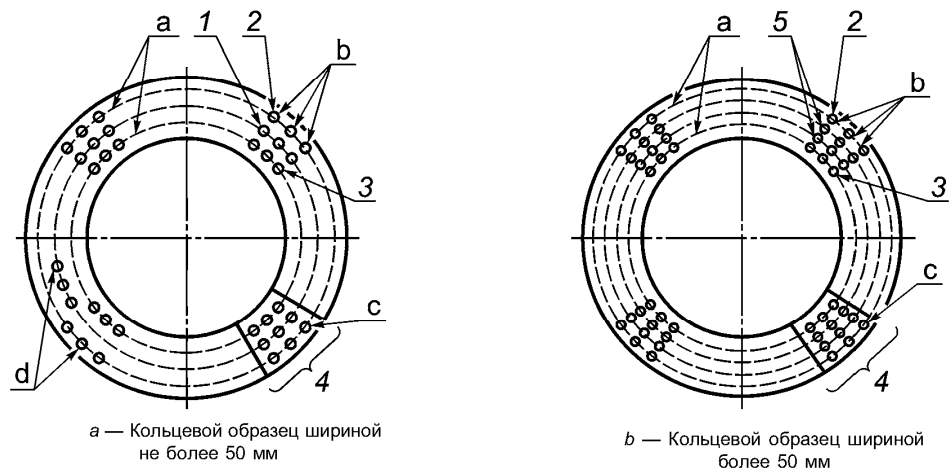 a 1 2 b
3
c
d
4
a — Кольцевой образец шириной
не более 50 мм
a 5 2 b
3
c
4
b — Кольцевой образец шириной
более 50 мм